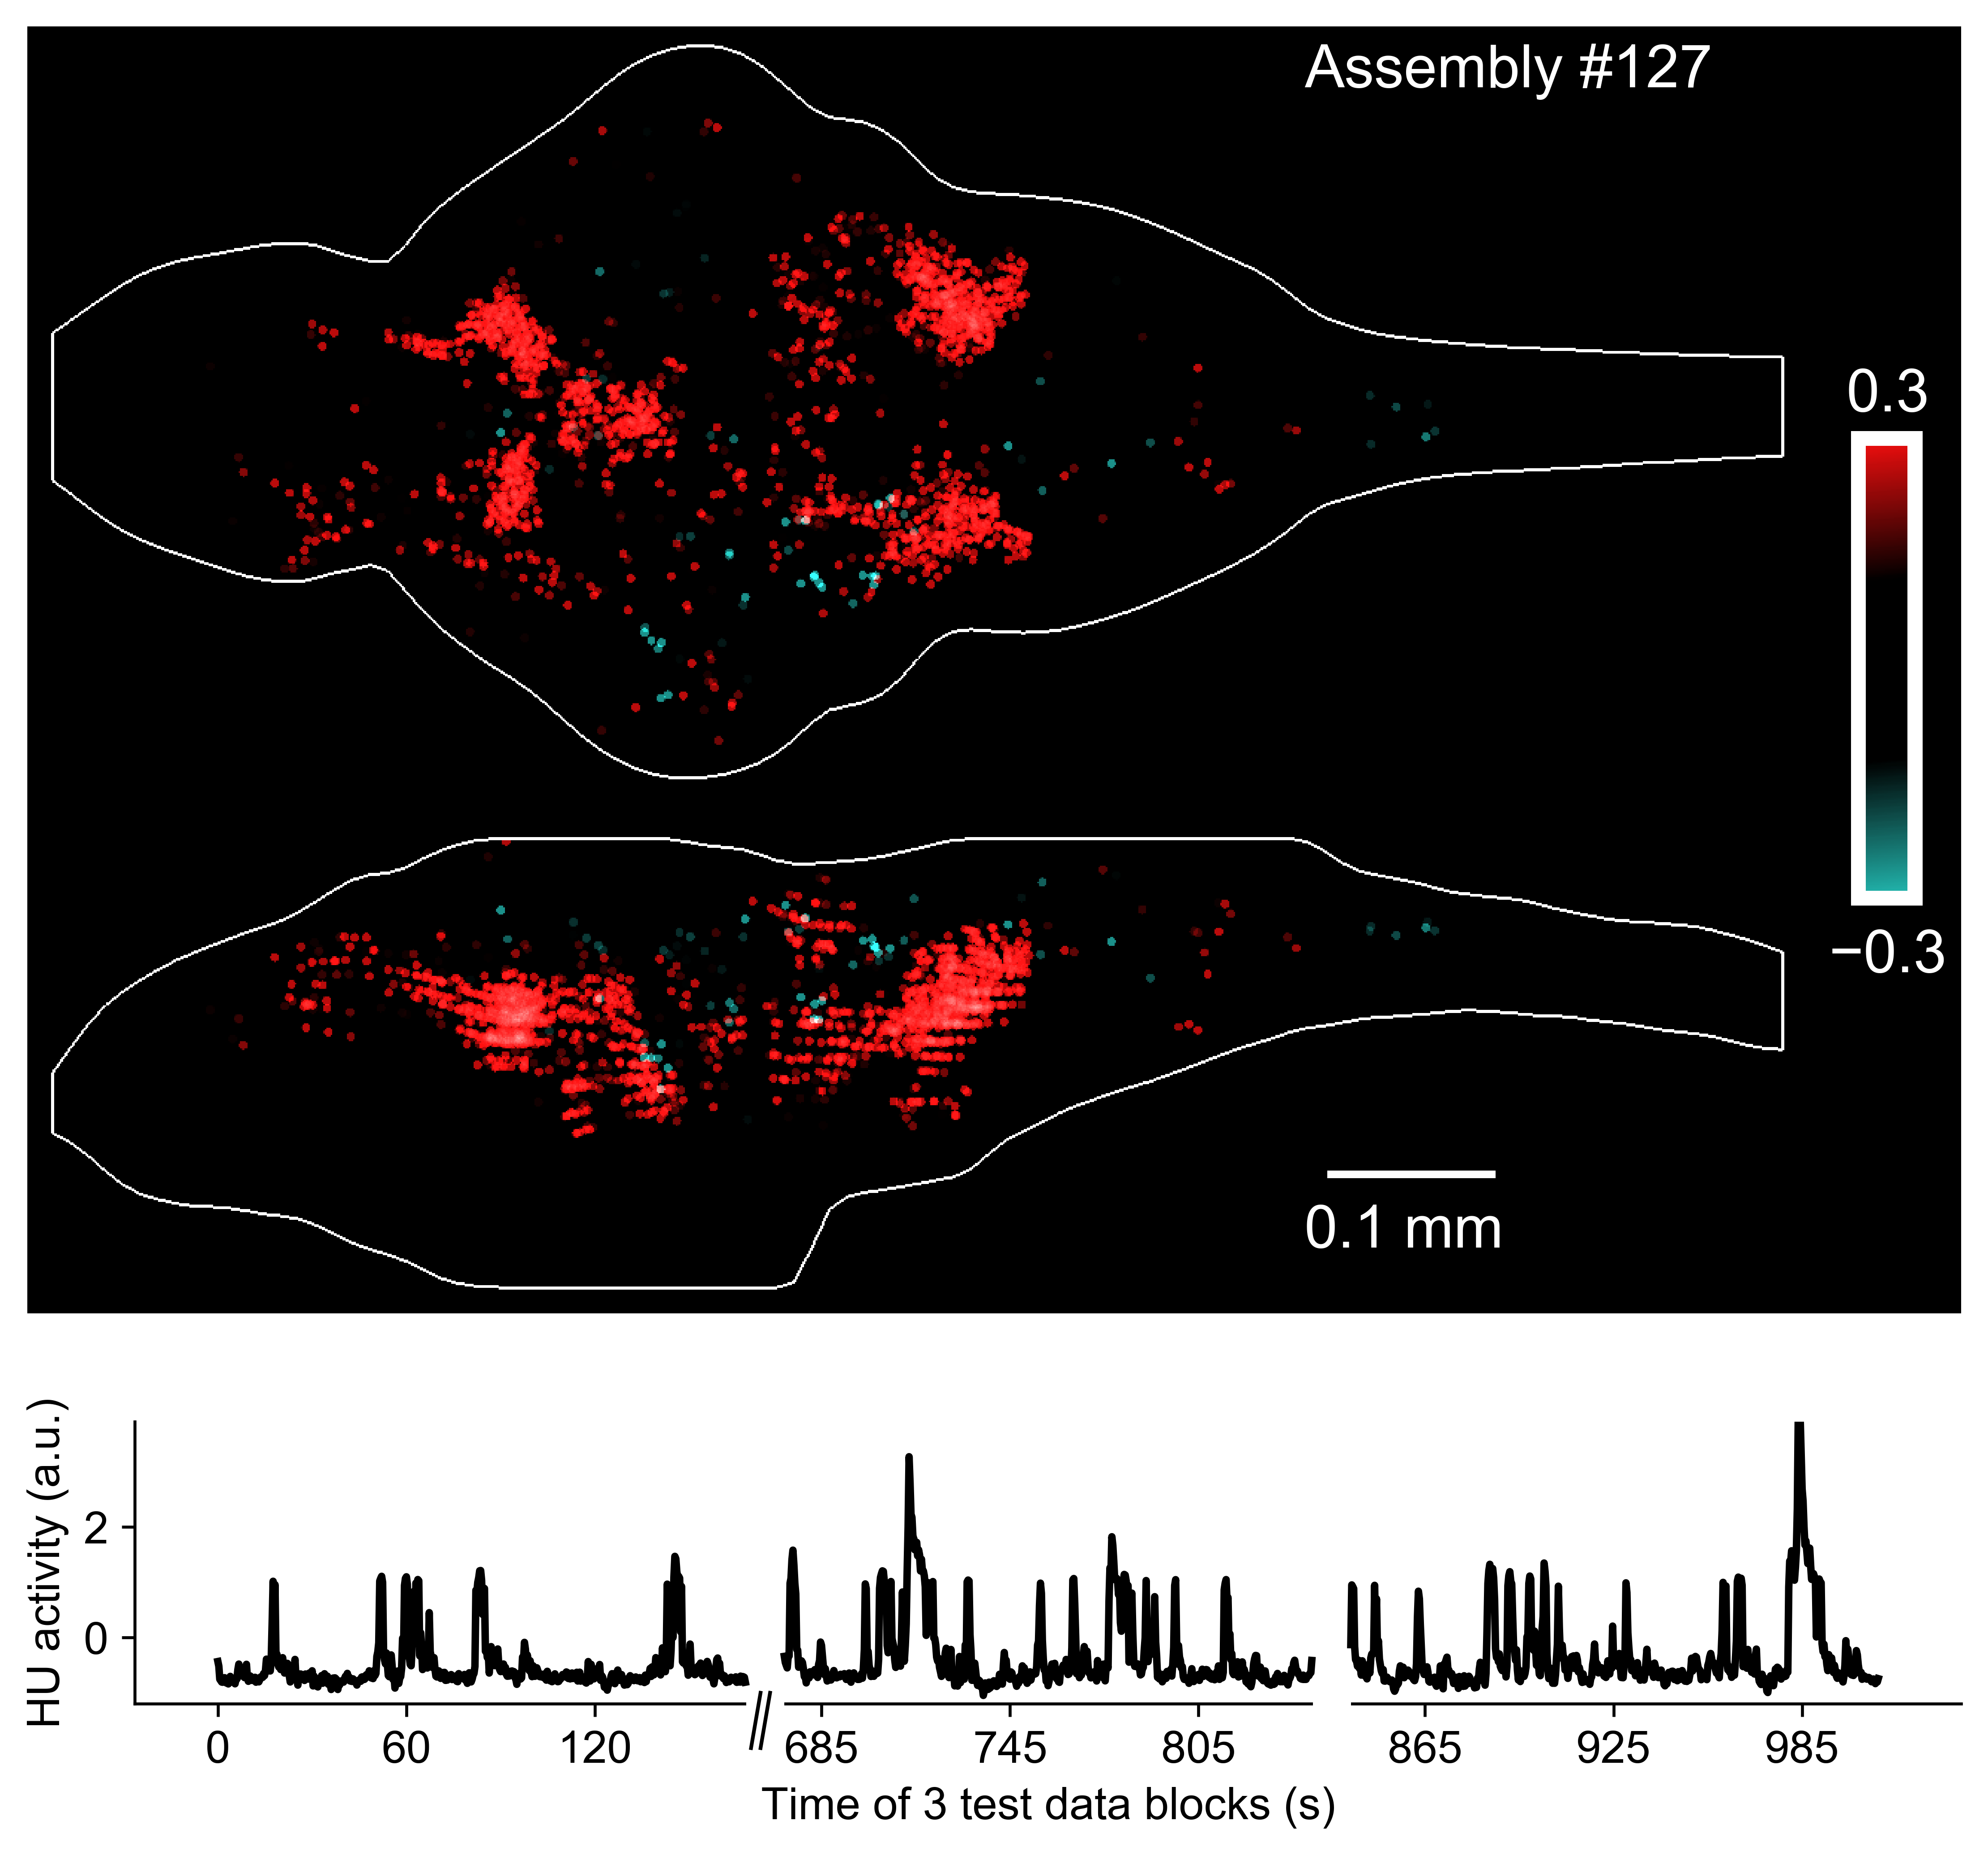 Assembly #127
0.3
−0.3
0.1 mm
HU activity (a.u.)
2
0
0 60 120 685 745 805 865 925 985
Time of 3 test data blocks (s)